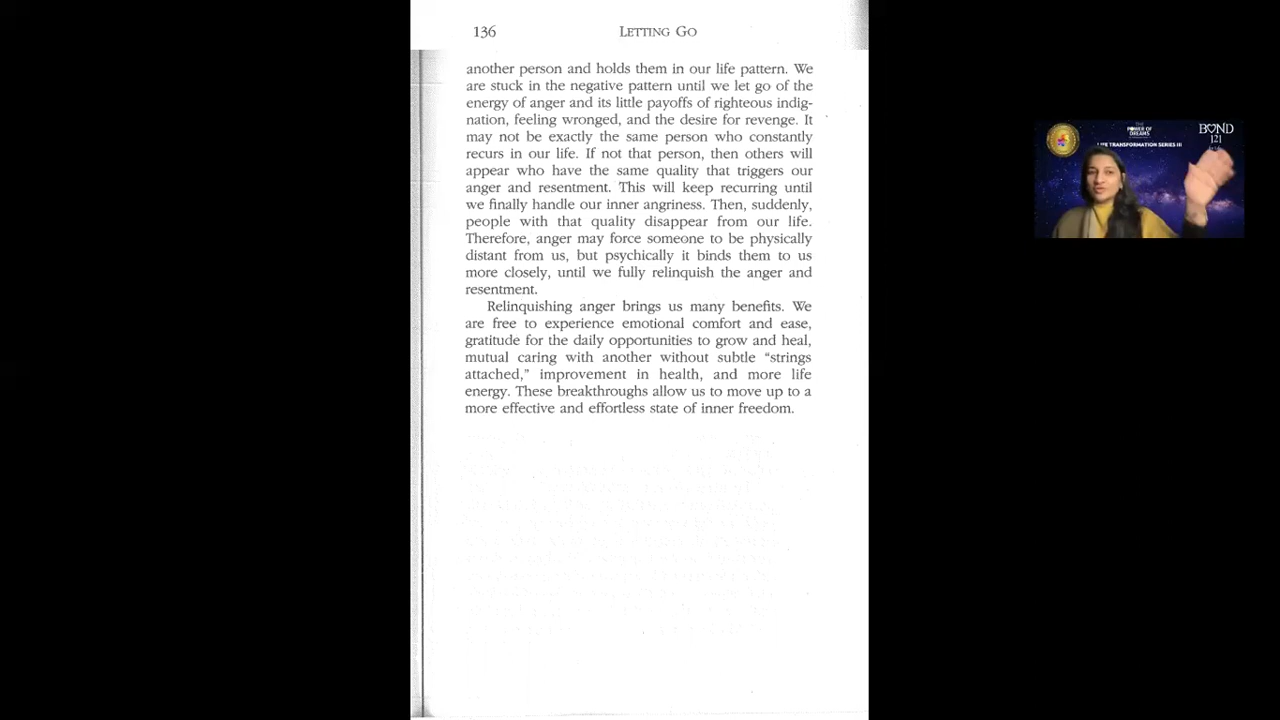 136
LETTING GO
another person and holds them in our life pattern. We
are stuck in the negative pattern until we let go of the
energy of anger and its little payoffs of righteous indig-
nation, feeling wronged, and the desire for revenge. It
may not be exactly the same person who constantly
recurs in our life. If not that person, then others will
appear who have the same quality that triggers our
anger and resentment. This will keep recurring until
we finally handle our inner angriness. Then, suddenly,
people with that quality disappear from our life.
Therefore, anger may force someone to be physically
distant from us, but psychically it binds them to us
more closely, until we fully relinquish the anger and
resentment.
Relinquishing anger brings us many benefits. We
are free to experience emotional comfort and ease,
gratitude for the daily opportunities to grow and heal,
mutual caring with another without subtle “strings
attached,” improvement in health, and more life
energy. These breakthroughs allow us to move up to a
more effective and effortless state of inner freedom.
THE
POWER OF
DREAMS
LIFE TRANSFORMATION SERIES III
BOND
121